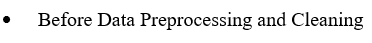 • Before Data Preprocessing and Cleaning